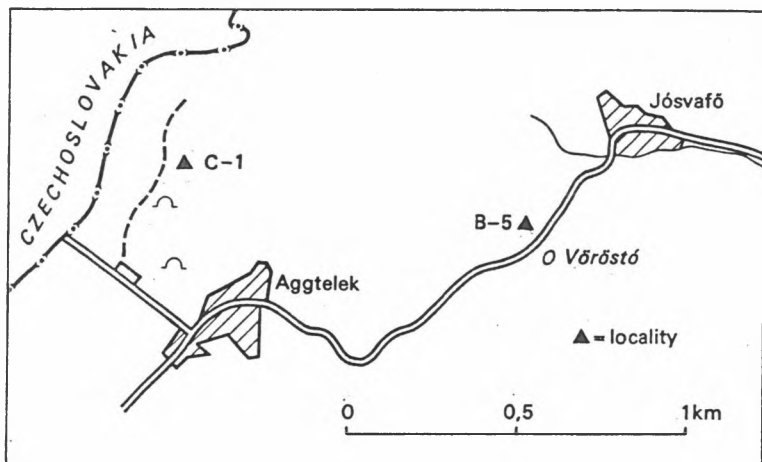 CZECHOSLOVAKIA
Jósvafő
C-1
B-5
Vöröstó
Aggtelek
▲=locality
0 0,5 1km